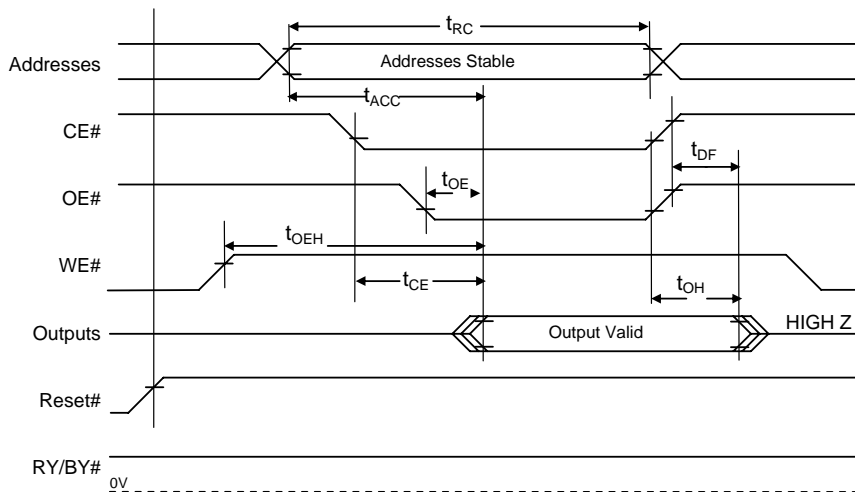 tRC
Addresses
Addresses Stable
tACC
CE#
tDF
OE#
tOE
tOEH
WE#
tCE
tOH
Outputs
Output Valid
HIGH Z
Reset#
RY/BY#
0V